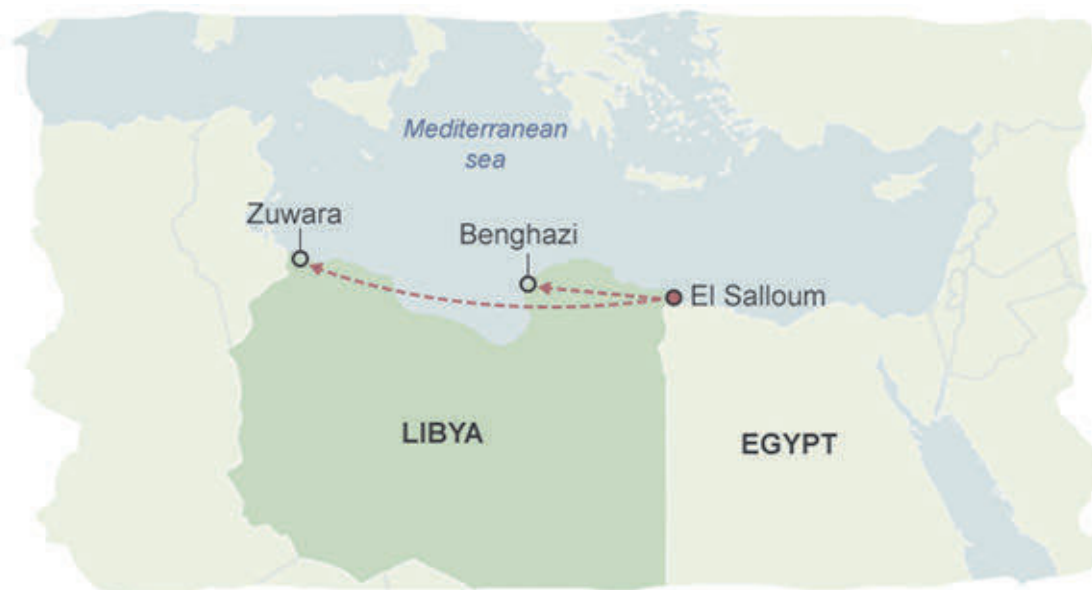 Mediterranean
sea
Zuwara
Benghazi
El Salloum
LIBYA
EGYPT